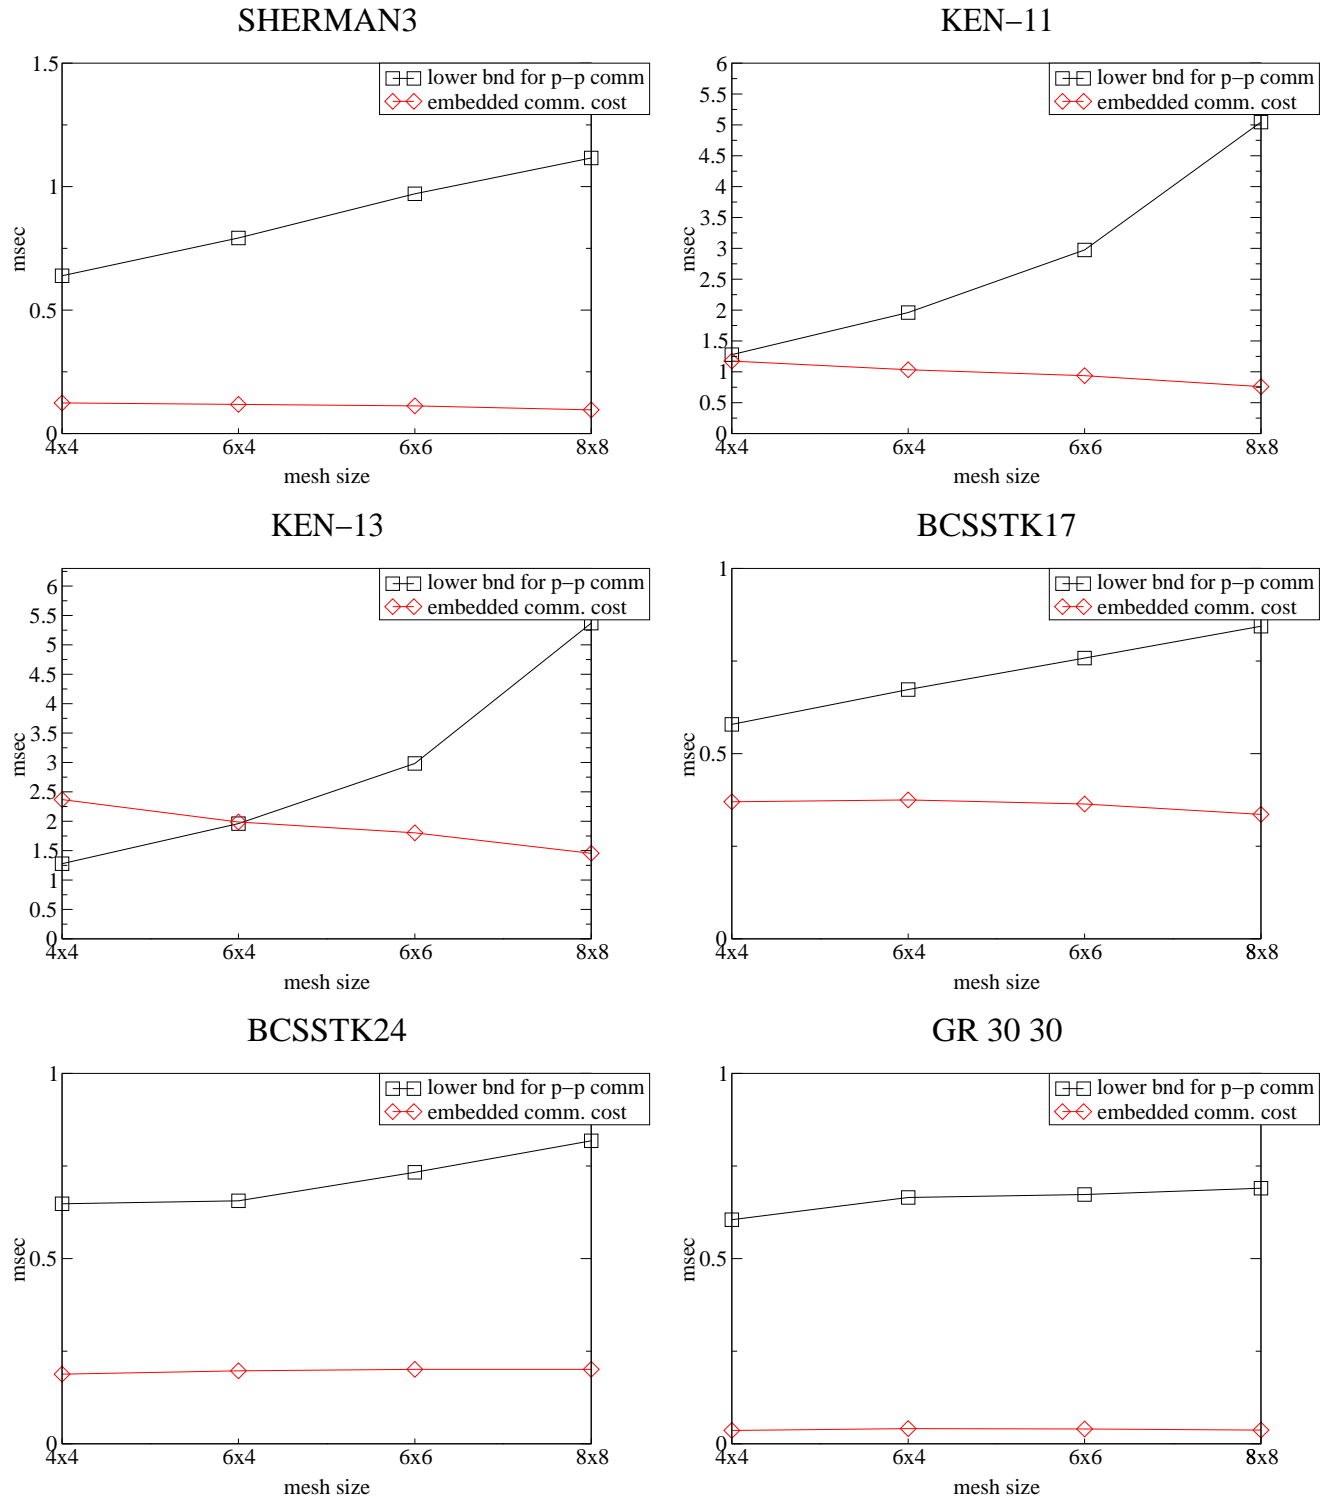 SHERMAN3
1.5
1
0.5
0
msec
lower bnd for p-p comm
embedded comm. cost
4x4 6x4 6x6 8x8
mesh size
KEN-11
6
5.5
5
4.5
4
3.5
3
2.5
2
1.5
1
0.5
0
msec
lower bnd for p-p comm
embedded comm. cost
4x4 6x4 6x6 8x8
mesh size
KEN-13
6
5.5
5
4.5
4
3.5
3
2.5
2
1.5
1
0.5
0
msec
lower bnd for p-p comm
embedded comm. cost
4x4 6x4 6x6 8x8
mesh size
BCSSTK17
1
0.5
0
msec
lower bnd for p-p comm
embedded comm. cost
4x4 6x4 6x6 8x8
mesh size
BCSSTK24
1
0.5
0
msec
lower bnd for p-p comm
embedded comm. cost
4x4 6x4 6x6 8x8
mesh size
GR 30 30
1
0.5
0
msec
lower bnd for p-p comm
embedded comm. cost
4x4 6x4 6x6 8x8
mesh size